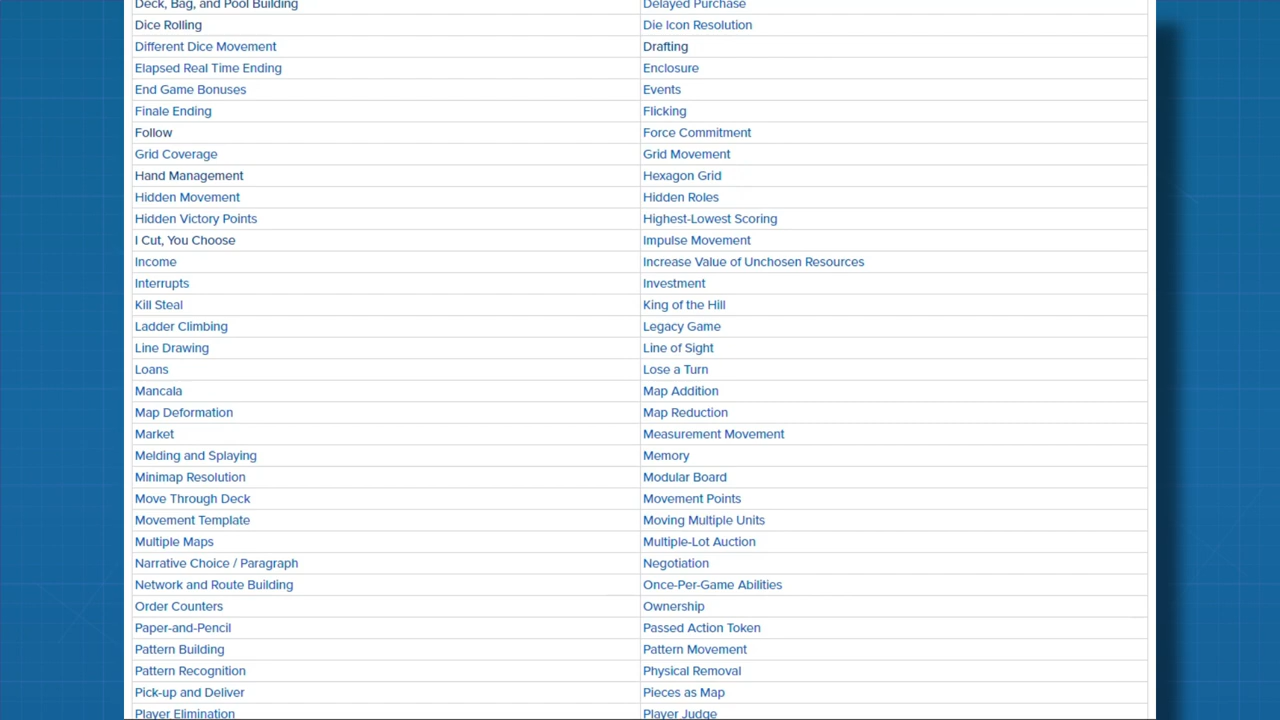 Deck, Bag, and Pool Building
Delayed Purchase
Dice Rolling
Die Icon Resolution
Different Dice Movement
Drafting
Elapsed Real Time Ending
Enclosure
End Game Bonuses
Events
Finale Ending
Flicking
Follow
Force Commitment
Grid Coverage
Grid Movement
Hand Management
Hexagon Grid
Hidden Movement
Hidden Roles
Hidden Victory Points
Highest-Lowest Scoring
I Cut, You Choose
Impulse Movement
Income
Increase Value of Unchosen Resources
Interrupts
Investment
Kill Steal
King of the Hill
Ladder Climbing
Legacy Game
Line Drawing
Line of Sight
Loans
Lose a Turn
Mancala
Map Addition
Map Deformation
Map Reduction
Market
Measurement Movement
Melding and Splaying
Memory
Minimap Resolution
Modular Board
Move Through Deck
Movement Points
Movement Template
Moving Multiple Units
Multiple Maps
Multiple-Lot Auction
Narrative Choice / Paragraph
Negotiation
Network and Route Building
Once-Per-Game Abilities
Order Counters
Ownership
Paper-and-Pencil
Passed Action Token
Pattern Building
Pattern Movement
Pattern Recognition
Physical Removal
Pick-up and Deliver
Pieces as Map
Player Elimination
Player Judge